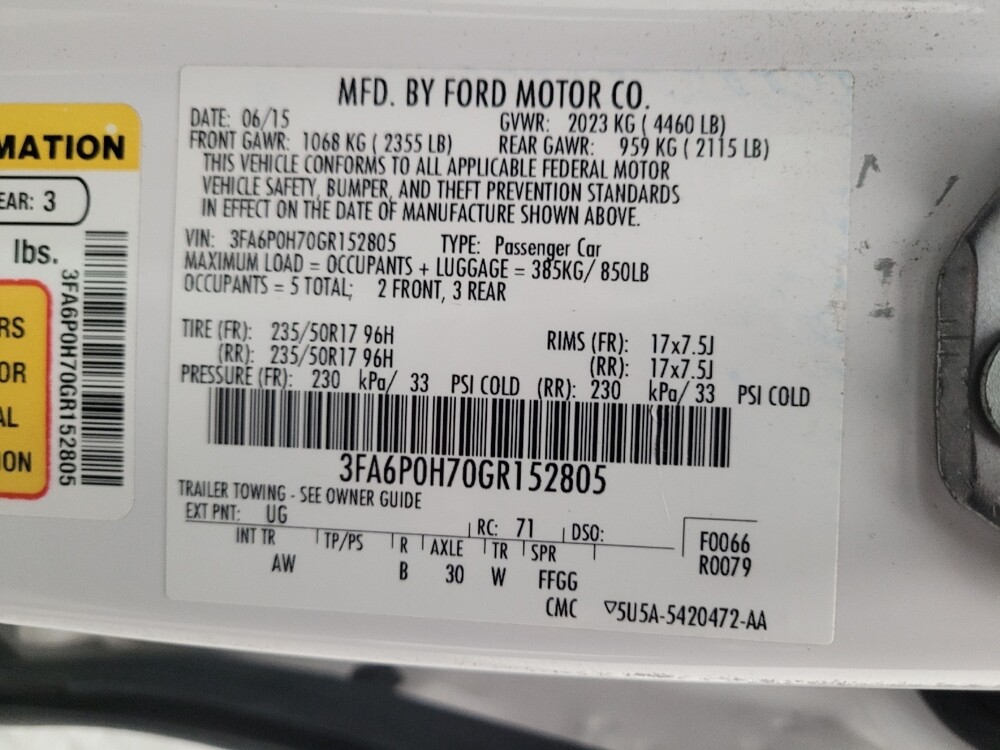 MATION
EAR: 3
lbs.
RS
OR
AL
ION
3FA6P0H70GR152805
MFD. BY FORD MOTOR CO.
DATE: 06/15 GVWR: 2023 KG ( 4460 LB)
FRONT GAWR: 1068 KG ( 2355 LB) REAR GAWR: 959 KG ( 2115 LB)
THIS VEHICLE CONFORMS TO ALL APPLICABLE FEDERAL MOTOR
VEHICLE SAFETY, BUMPER, AND THEFT PREVENTION STANDARDS
IN EFFECT ON THE DATE OF MANUFACTURE SHOWN ABOVE.
VIN: 3FA6P0H70GR152805 TYPE: Passenger Car
MAXIMUM LOAD = OCCUPANTS + LUGGAGE = 385KG/ 850LB
OCCUPANTS = 5 TOTAL; 2 FRONT, 3 REAR
TIRE (FR): 235/50R17 96H RIMS (FR): 17x7.5J
(RR): 235/50R17 96H (RR): 17x7.5J
PRESSURE (FR): 230 kPa/ 33 PSI COLD (RR): 230 kPa/ 33 PSI COLD
3FA6P0H70GR152805
TRAILER TOWING - SEE OWNER GUIDE
EXT PNT: UG RC: 71 DSO: F0066
INT TR TP/PS R AXLE TR SPR R0079
AW B 30 W FFGG
CMC ▽5U5A-5420472-AA